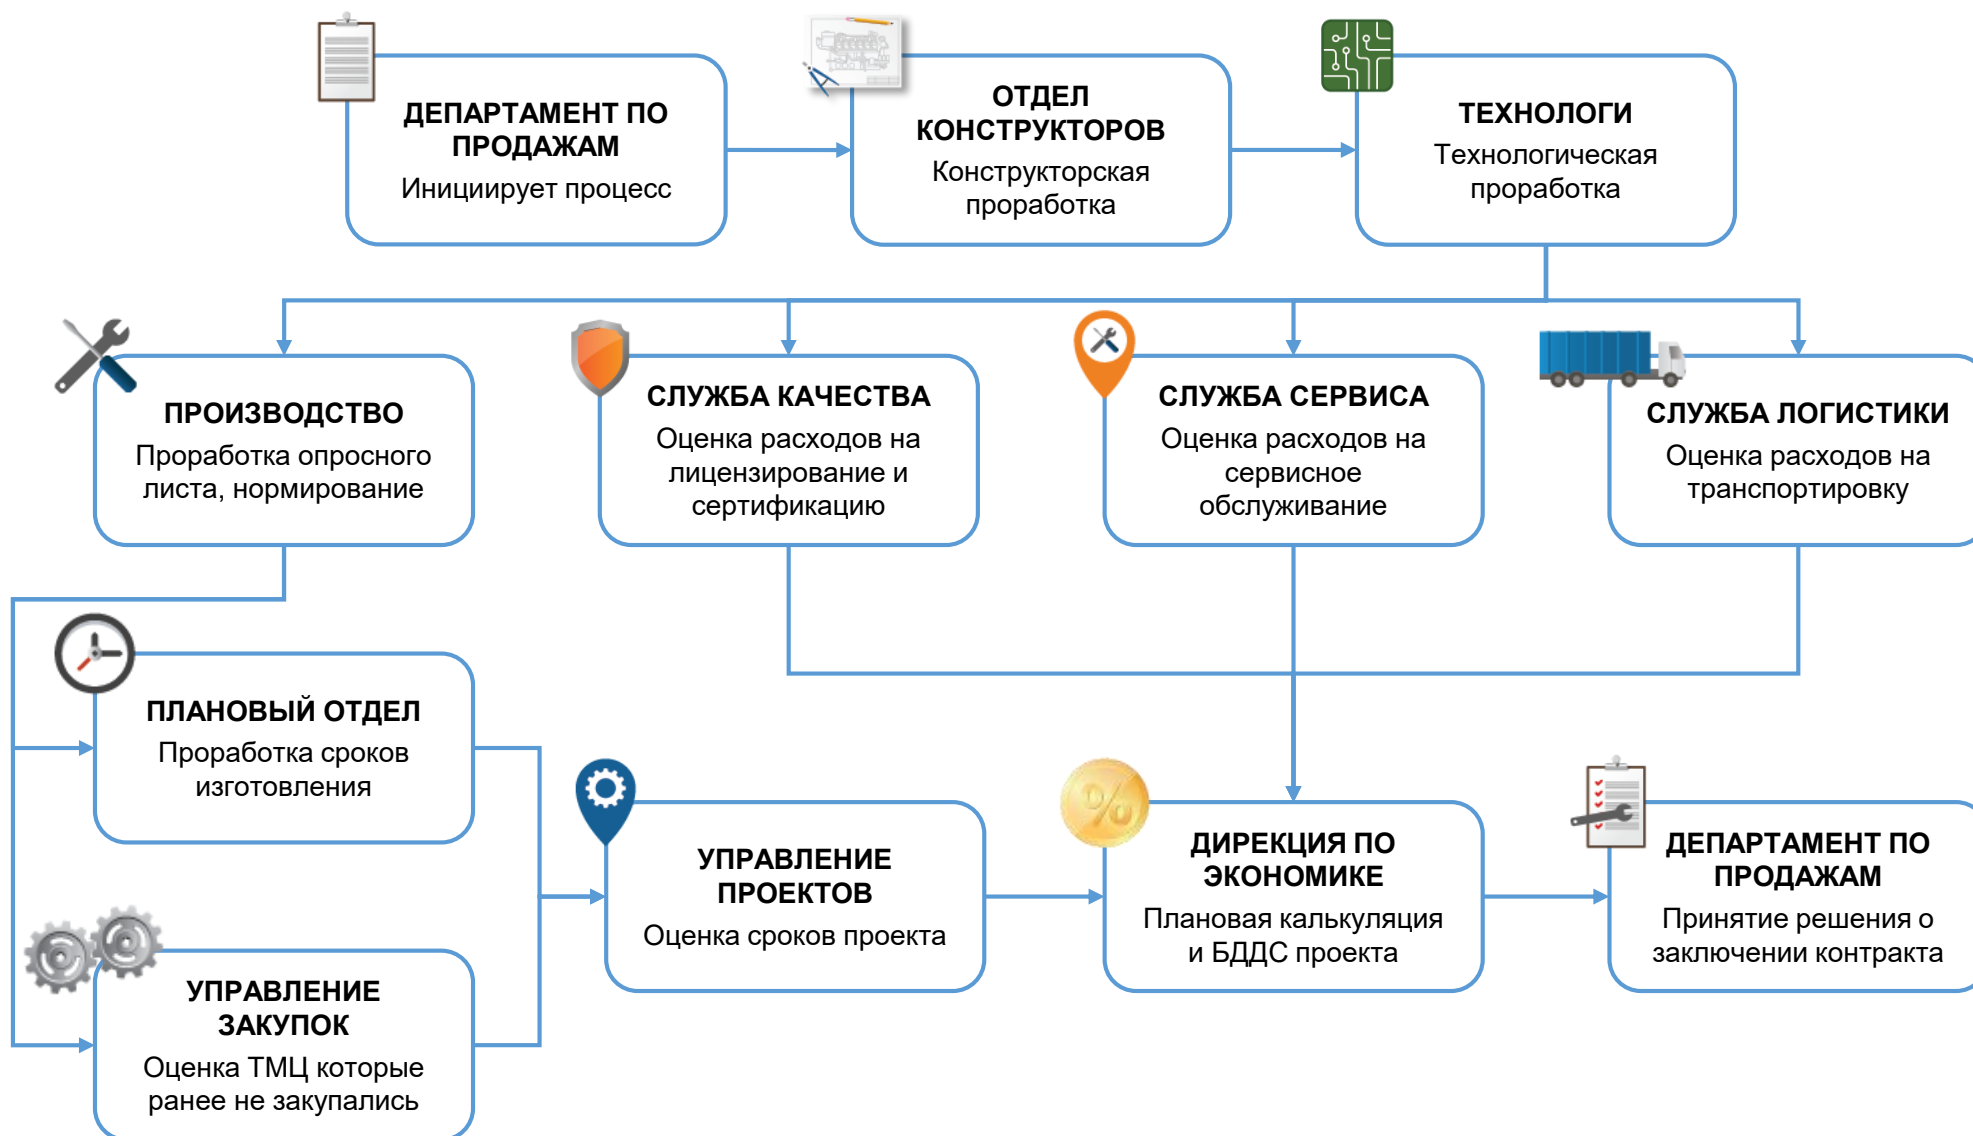 ДЕПАРТАМЕНТ ПО
ПРОДАЖАМ
Инициирует процесс
ОТДЕЛ
КОНСТРУКТОРОВ
Конструкторская
проработка
ТЕХНОЛОГИ
Технологическая
проработка
ПРОИЗВОДСТВО
Проработка опросного
листа, нормирование
СЛУЖБА КАЧЕСТВА
Оценка расходов на
лицензирование и
сертификацию
СЛУЖБА СЕРВИСА
Оценка расходов на
сервисное
обслуживание
СЛУЖБА ЛОГИСТИКИ
Оценка расходов на
транспортировку
ПЛАНОВЫЙ ОТДЕЛ
Проработка сроков
изготовления
УПРАВЛЕНИЕ
ЗАКУПОК
Оценка ТМЦ которые
ранее не закупались
УПРАВЛЕНИЕ
ПРОЕКТОВ
Оценка сроков проекта
%
ДИРЕКЦИЯ ПО
ЭКОНОМИКЕ
Плановая калькуляция
и БДДС проекта
ДЕПАРТАМЕНТ ПО
ПРОДАЖАМ
Принятие решения о
заключении контракта